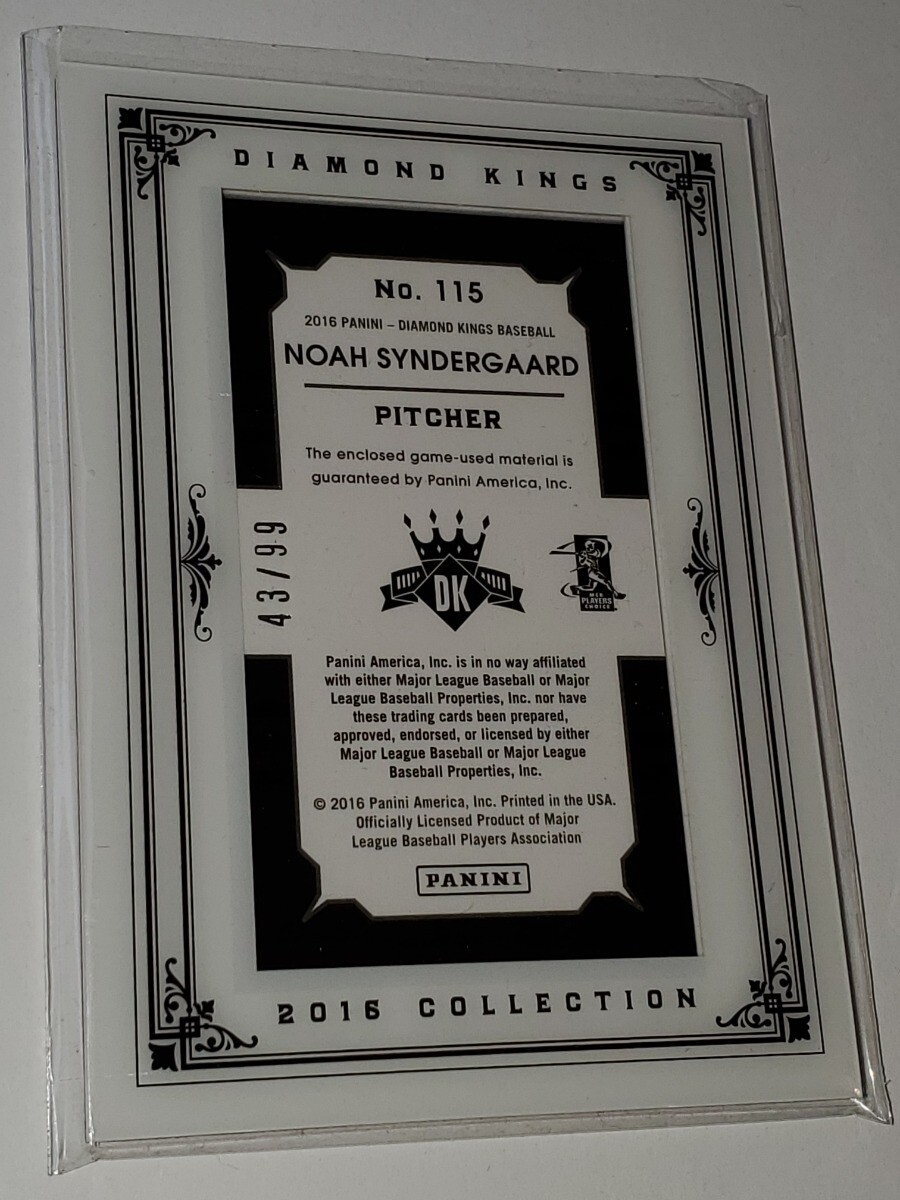 DIAMOND KINGS
No. 115
2016 PANINI – DIAMOND KINGS BASEBALL
NOAH SYNDERGAARD
PITCHER
The enclosed game-used material is
guaranteed by Panini America, Inc.
43/99
DK
MLB
PLAYERS
CHOICE
Panini America, Inc. is in no way affiliated
with either Major League Baseball or Major
League Baseball Properties, Inc. nor have
these trading cards been prepared,
approved, endorsed, or licensed by either
Major League Baseball or Major League
Baseball Properties, Inc.
© 2016 Panini America, Inc. Printed in the USA.
Officially Licensed Product of Major
League Baseball Players Association
PANINI
2016 COLLECTION